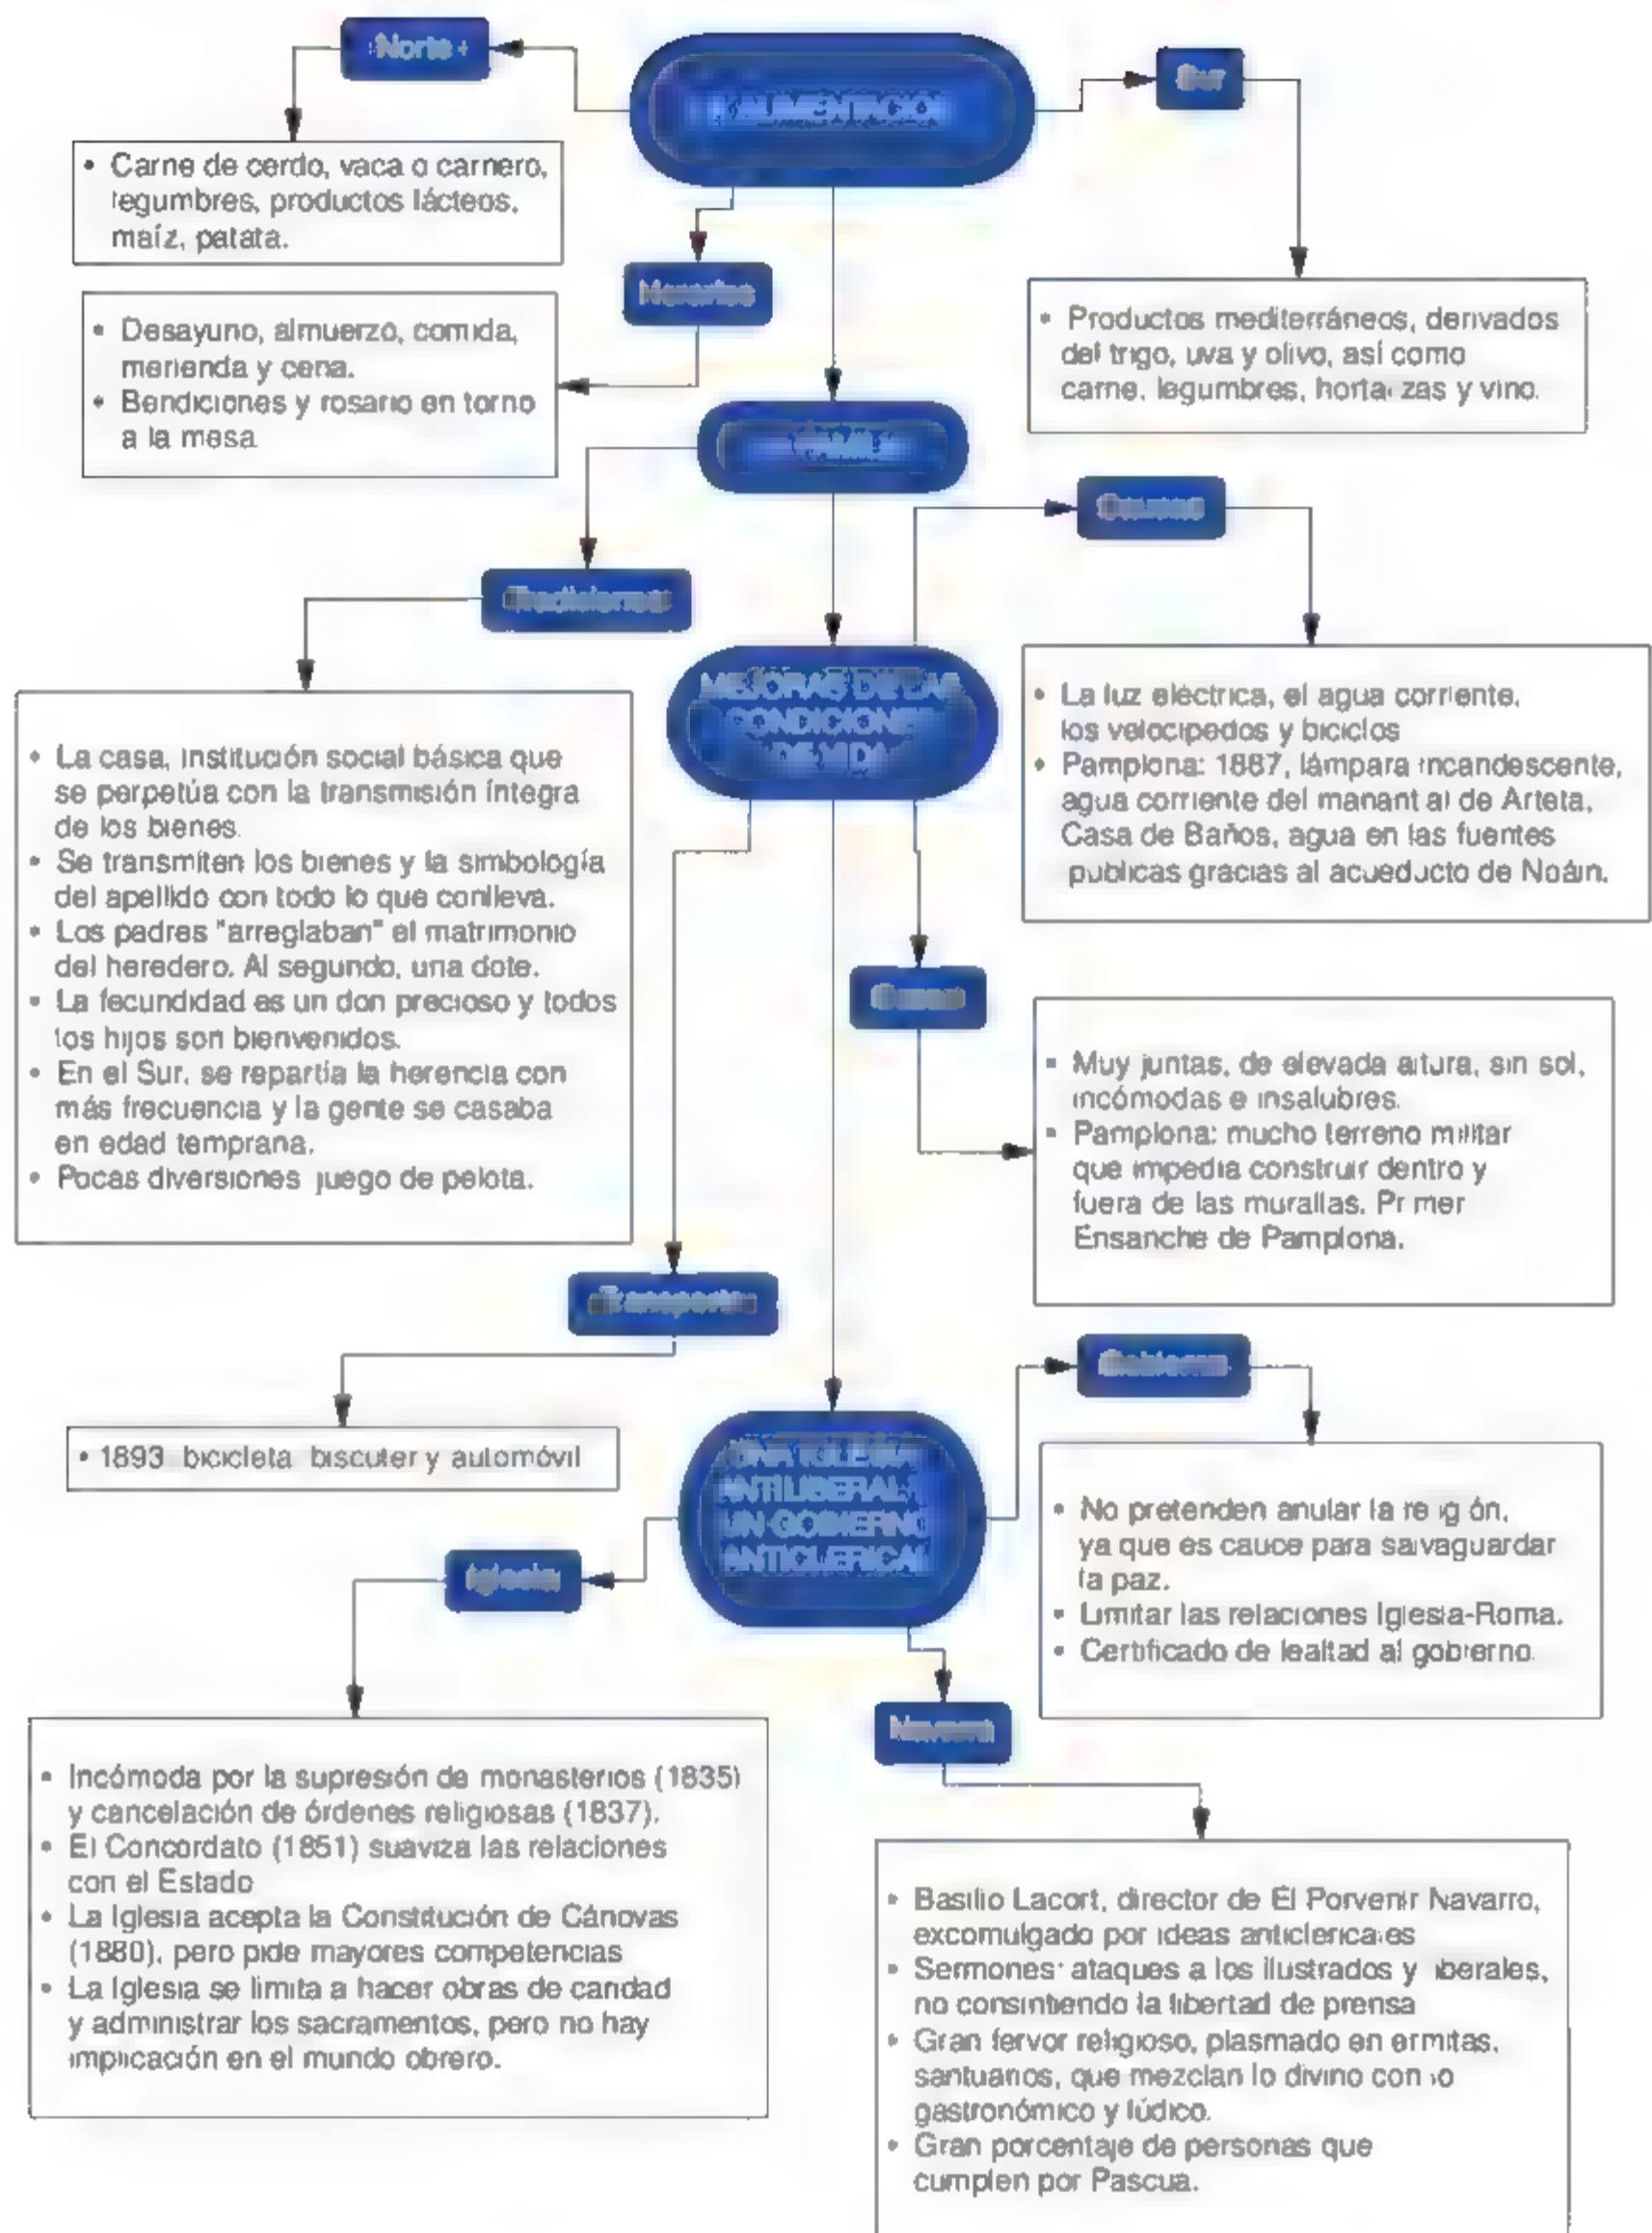 Norte
Sur
ALIMENTACIÓN
• Carne de cerdo, vaca o carnero,
legumbres, productos lácteos,
maíz, patata.
Horarios
• Desayuno, almuerzo, comida,
merienda y cena.
• Bendiciones y rosario en torno
a la mesa
• Productos mediterráneos, derivados
del trigo, uva y olivo, así como
carne, legumbres, hortalizas y vino.
FAMILIA
Tradiciones
• La casa, institución social básica que
se perpetúa con la transmisión íntegra
de los bienes.
• Se transmiten los bienes y la simbología
del apellido con todo lo que conlleva.
• Los padres "arreglaban" el matrimonio
del heredero. Al segundo, una dote.
• La fecundidad es un don precioso y todos
los hijos son bienvenidos.
• En el Sur, se repartía la herencia con
más frecuencia y la gente se casaba
en edad temprana.
• Pocas diversiones juego de pelota.
MEJORAS DE LAS
CONDICIONES
DE VIDA
• La luz eléctrica, el agua corriente,
los velocípedos y biciclos
• Pamplona: 1887, lámpara incandescente,
agua corriente del manantial de Arteta,
Casa de Baños, agua en las fuentes
públicas gracias al acueducto de Noáin.
Casas
• Muy juntas, de elevada altura, sin sol,
incómodas e insalubres.
• Pamplona: mucho terreno militar
que impedía construir dentro y
fuera de las murallas. Primer
Ensanche de Pamplona.
Transportes
• 1893 bicicleta biscuter y automóvil
UNA IGLESIA
ANTILIBERAL,
UN GOBIERNO
ANTICLERICAL
Gobierno
• No pretenden anular la religión,
ya que es cauce para salvaguardar
la paz.
• Limitar las relaciones Iglesia-Roma.
• Certificado de lealtad al gobierno.
Iglesia
• Incómoda por la supresión de monasterios (1835)
y cancelación de órdenes religiosas (1837).
• El Concordato (1851) suaviza las relaciones
con el Estado
• La Iglesia acepta la Constitución de Cánovas
(1880), pero pide mayores competencias
• La Iglesia se limita a hacer obras de caridad
y administrar los sacramentos, pero no hay
implicación en el mundo obrero.
Navarra
• Basilio Lacort, director de El Porvenir Navarro,
excomulgado por ideas anticlericales
• Sermones: ataques a los ilustrados y liberales,
no consintiendo la libertad de prensa
• Gran fervor religioso, plasmado en ermitas,
santuarios, que mezclan lo divino con lo
gastronómico y lúdico.
• Gran porcentaje de personas que
cumplen por Pascua.